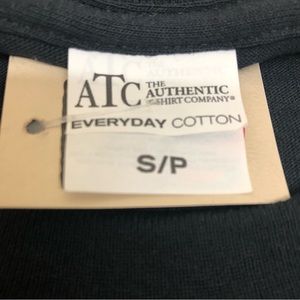 ATC THE AUTHENTIC
T-SHIRT COMPANY®
EVERYDAY COTTON
S/P